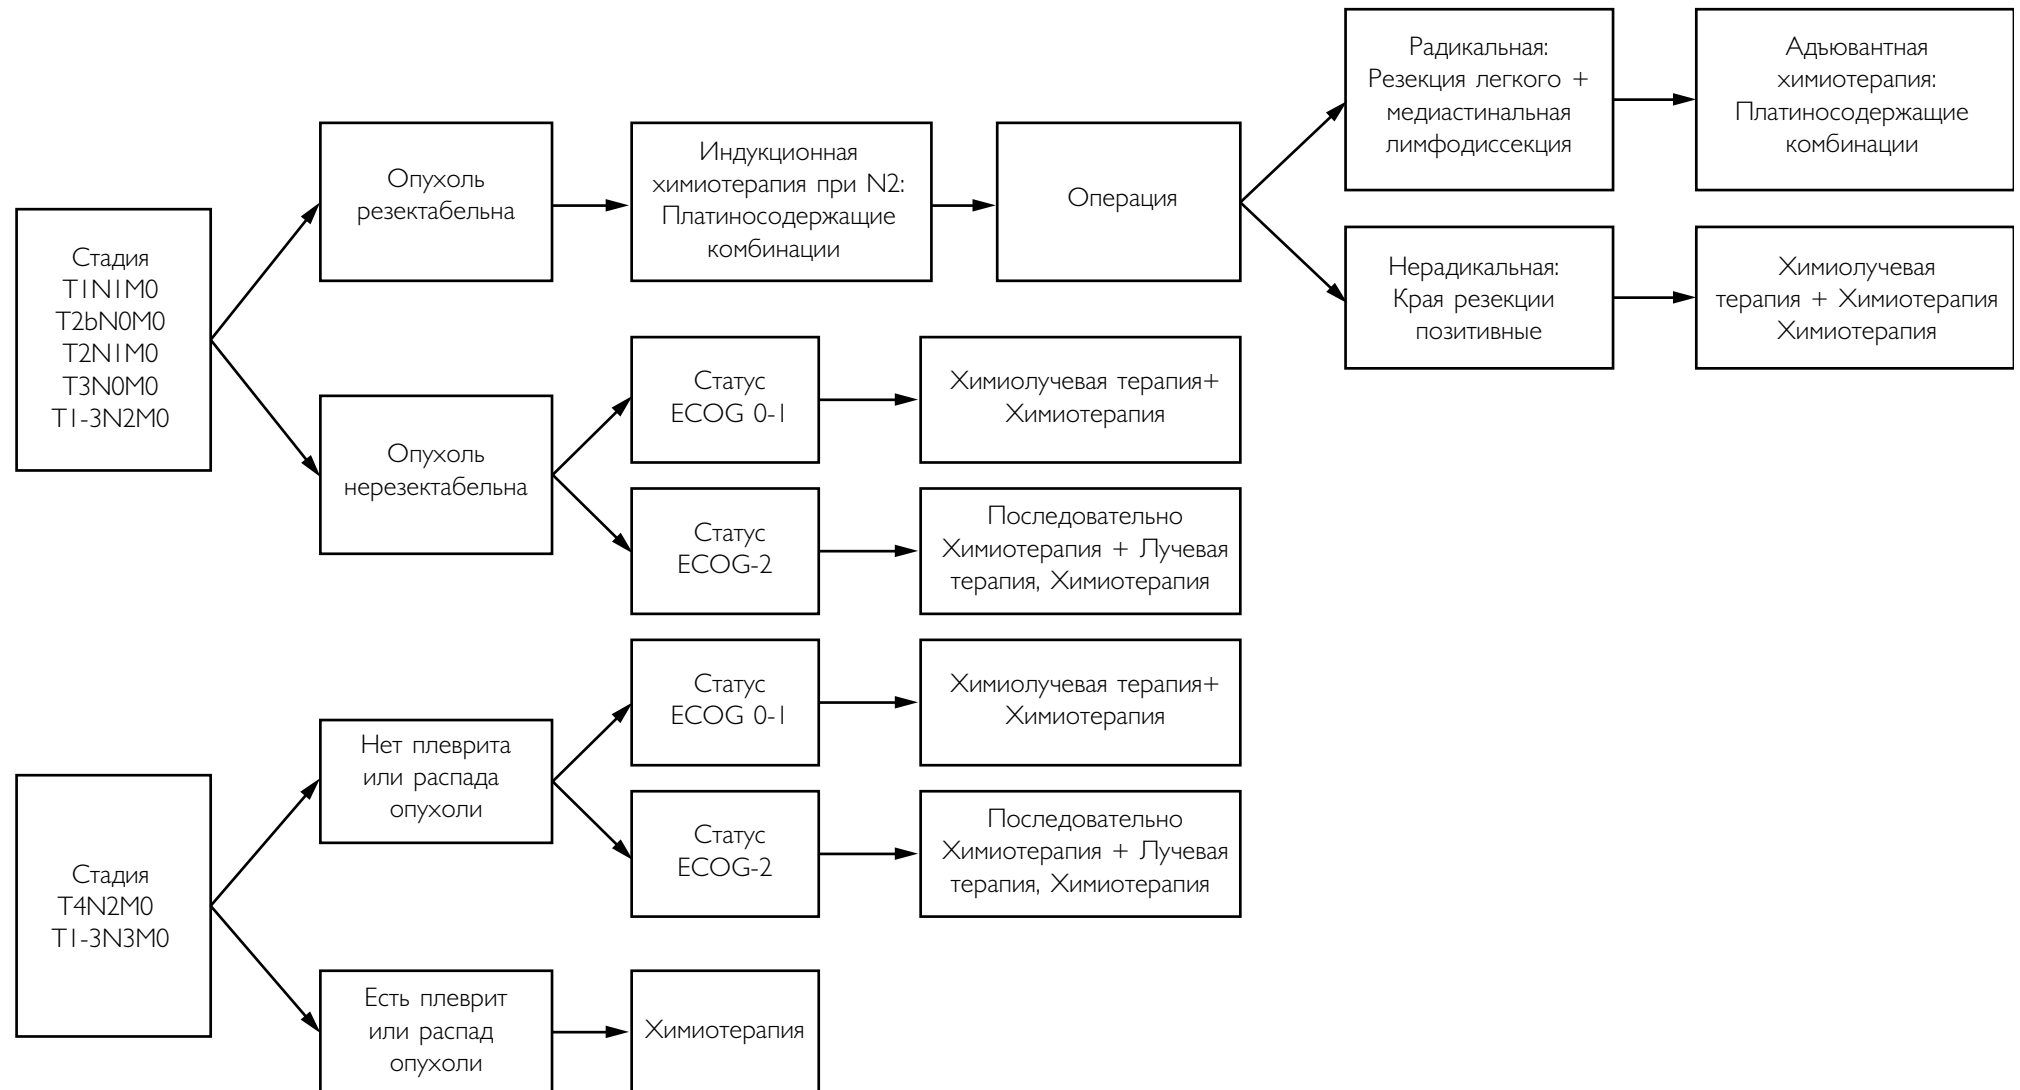 Стадия
T1N1M0
T2bN0M0
T2N1M0
T3N0M0
T1-3N2M0
Опухоль
резектабельна
Индукционная
химиотерапия при N2:
Платиносодержащие
комбинации
Операция
Радикальная:
Резекция легкого +
медиастинальная
лимфодиссекция
Адъювантная
химиотерапия:
Платиносодержащие
комбинации
Нерадикальная:
Края резекции
позитивные
Химиолучевая
терапия + Химиотерапия
Химиотерапия
Опухоль
нерезектабельна
Статус
ECOG 0-1
Химиолучевая терапия+
Химиотерапия
Статус
ECOG-2
Последовательно
Химиотерапия + Лучевая
терапия, Химиотерапия
Стадия
T4N2M0
T1-3N3M0
Нет плеврита
или распада
опухоли
Статус
ECOG 0-1
Химиолучевая терапия+
Химиотерапия
Статус
ECOG-2
Последовательно
Химиотерапия + Лучевая
терапия, Химиотерапия
Есть плеврит
или распад
опухоли
Химиотерапия